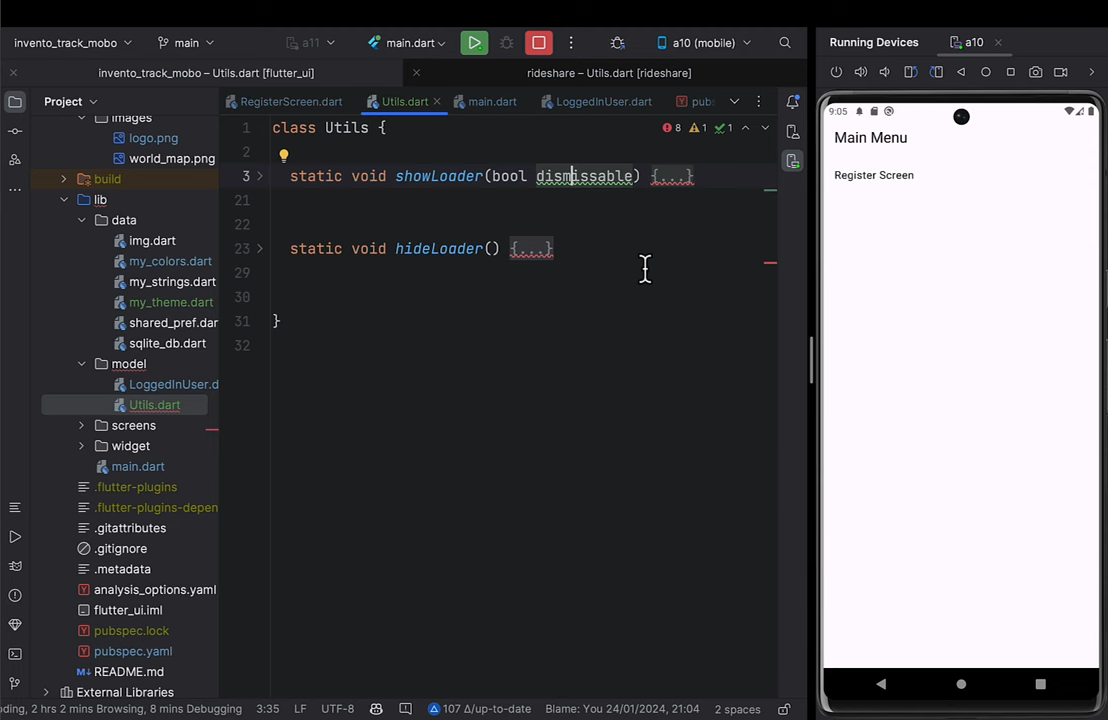 invento_track_mobo
main
a11
main.dart
a10 (mobile)
Running Devices
a10
invento_track_mobo – Utils.dart [flutter_ui]
rideshare – Utils.dart [rideshare]
Project
RegisterScreen.dart
Utils.dart
main.dart
LoggedInUser.dart
pubs
images
logo.png
world_map.png
build
lib
data
img.dart
my_colors.dart
my_strings.dart
my_theme.dart
shared_pref.dart
sqlite_db.dart
model
LoggedInUser.d
Utils.dart
screens
widget
main.dart
.flutter-plugins
.flutter-plugins-depen
.gitattributes
.gitignore
.metadata
analysis_options.yaml
flutter_ui.iml
pubspec.lock
pubspec.yaml
README.md
External Libraries
8 1 1
1 class Utils {
2
3 static void showLoader(bool dismissable) {...}
21
22
23 static void hideLoader() {...}
29
30
31 }
32
9:05
Main Menu
Register Screen
ding, 2 hrs 2 mins Browsing, 8 mins Debugging
3:35
LF
UTF-8
107 Δ/up-to-date
Blame: You 24/01/2024, 21:04
2 spaces